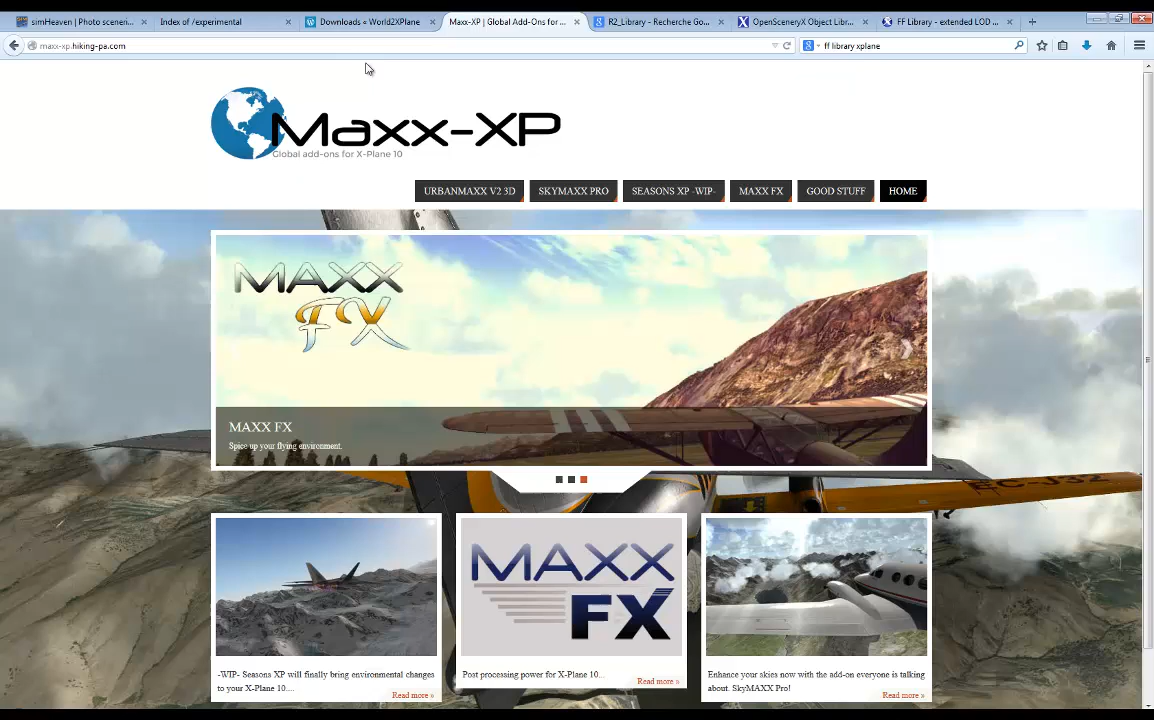 simHeaven | Photo sceneri...
Index of /experimental
Downloads « World2XPlane
Maxx-XP | Global Add-Ons for ...
R2_Library - Recherche Go...
OpenSceneryX Object Libr...
FF Library - extended LOD ...
maxx-xp.hiking-pa.com
ff library xplane
Maxx-XP
Global add-ons for X-Plane 10
URBANMAXX V2 3D
SKYMAXX PRO
SEASONS XP -WIP-
MAXX FX
GOOD STUFF
HOME
MAXX
FX
MAXX FX
Spice up your flying environment.
EC-J32
MAXX
FX
-WIP- Seasons XP will finally bring environmental changes
to your X-Plane 10....
Read more »
Post processing power for X-Plane 10...
Read more »
Enhance your skies now with the add-on everyone is talking
about. SkyMAXX Pro!
Read more »